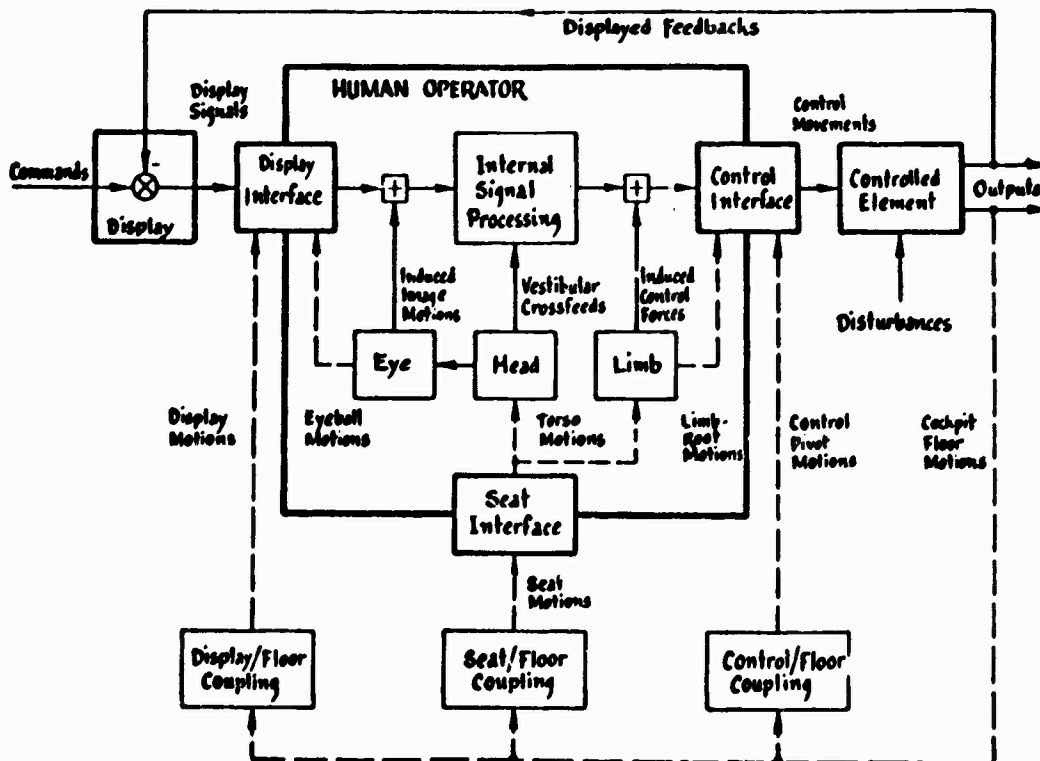 Displayed Feedbacks
Display
Signals
HUMAN OPERATOR
Control
Movements
Commands
-
Display
Display
Interface
+
Internal
Signal
Processing
+
Control
Interface
Controlled
Element
Outputs
Induced
Image
Motions
Vestibular
Crossfeeds
Induced
Control
Forces
Disturbances
Eye
Head
Limb
Display
Motions
Eyeball
Motions
Torso
Motions
Limb-
Root
Motions
Control
Pivot
Motions
Cockpit
Floor
Motions
Seat
Interface
Seat
Motions
Display/Floor
Coupling
Seat/Floor
Coupling
Control/Floor
Coupling